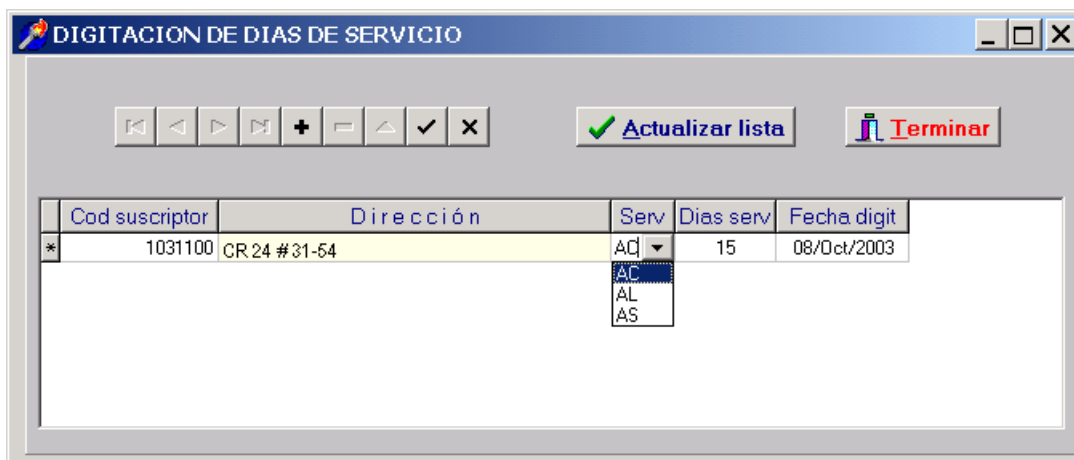 DIGITACION DE DIAS DE SERVICIO
Actualizar lista Terminar
Cod suscriptor Dirección Serv Dias serv Fecha digit
* 1031100 CR 24 # 31-54 AC 15 08/Oct/2003
AC
AL
AS